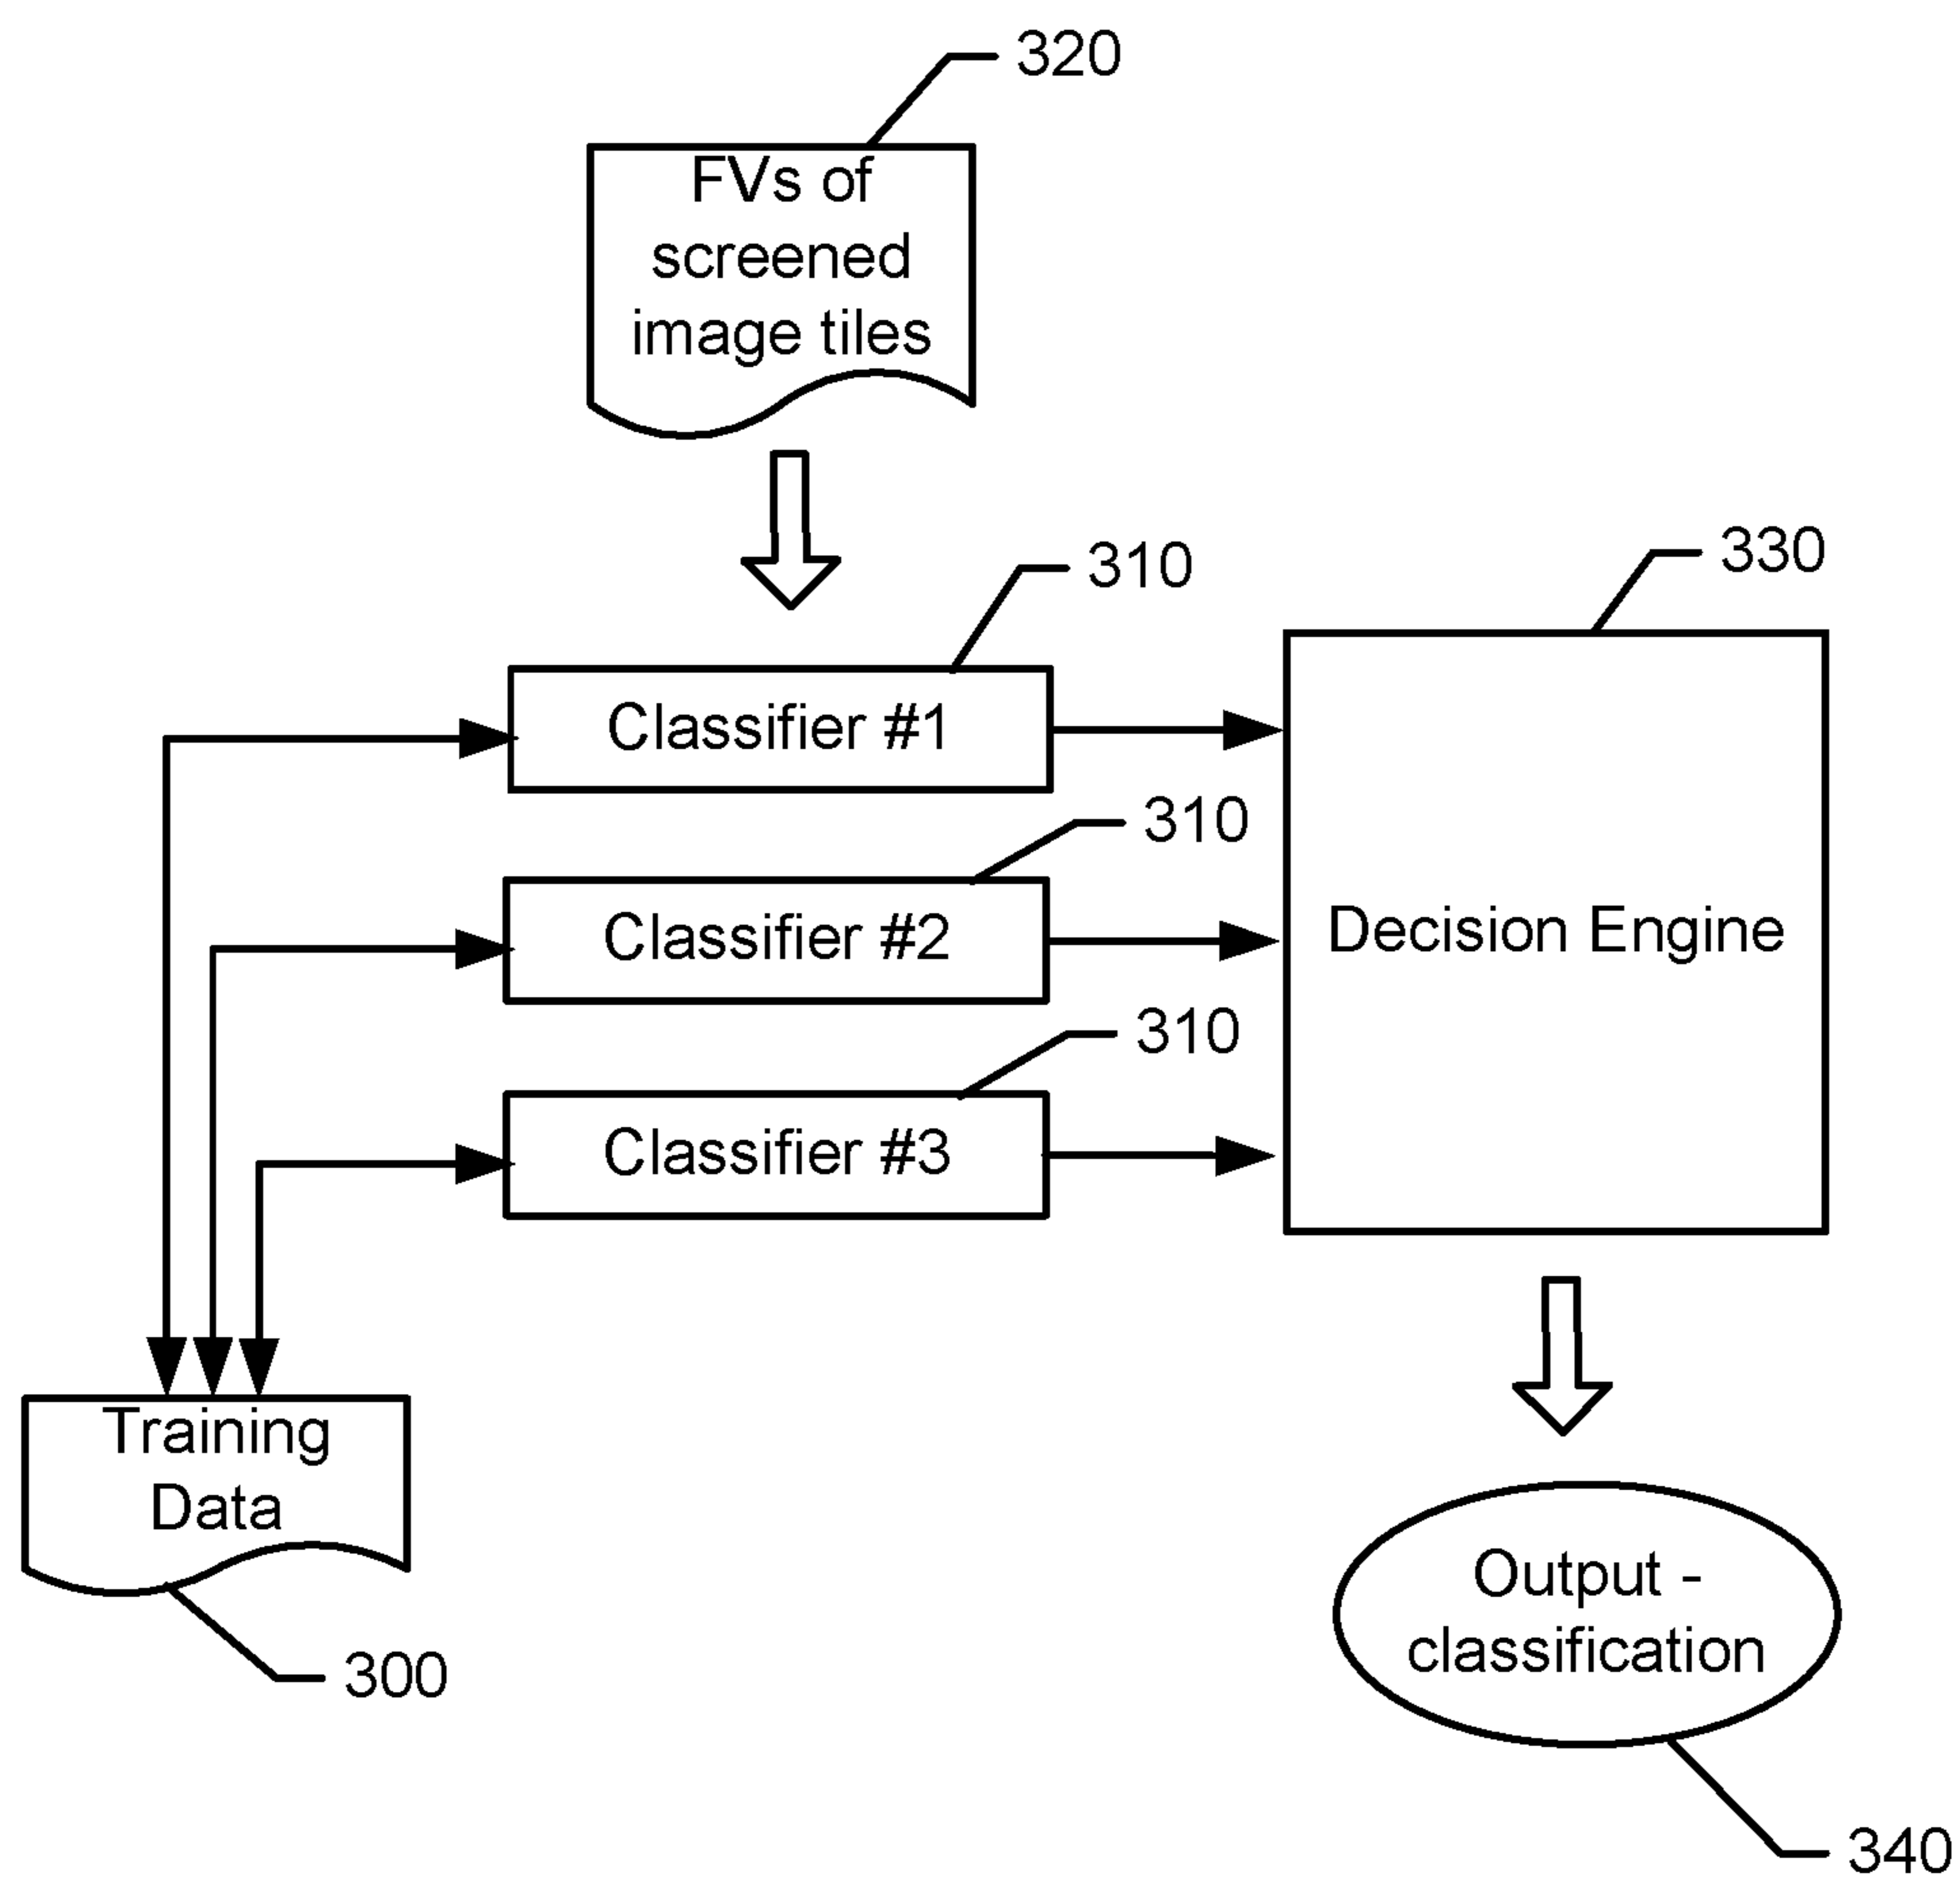 320
FVs of
screened
image tiles
310
330
Classifier #1
310
Classifier #2
Decision Engine
310
Classifier #3
Training
Data
300
Output -
classification
340